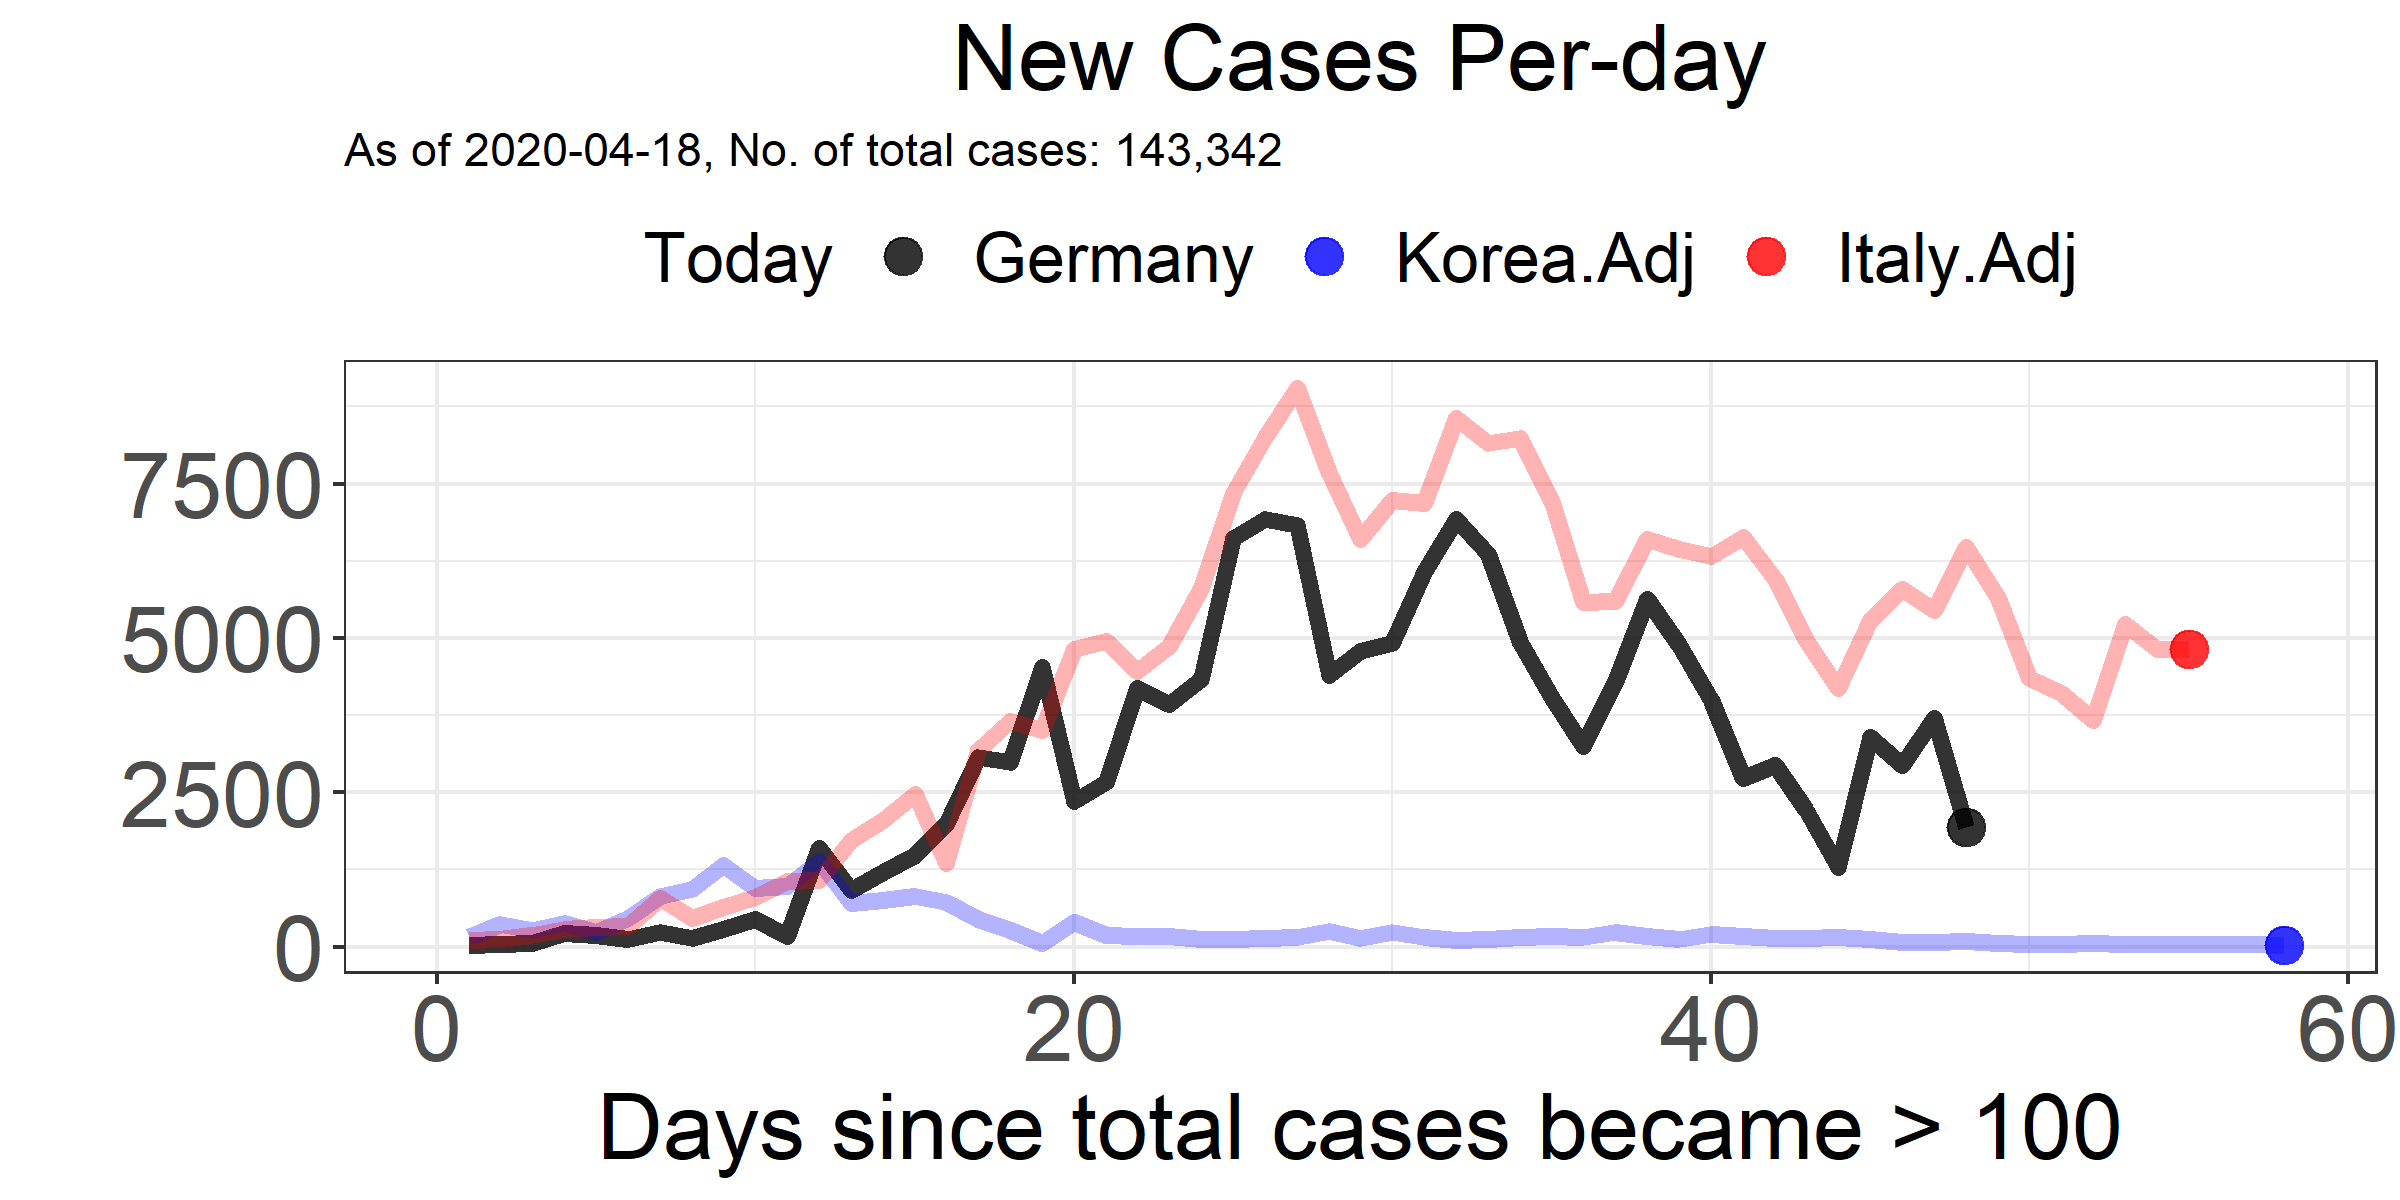 New Cases Per-day
As of 2020-04-18, No. of total cases: 143,342
Today Germany Korea.Adj Italy.Adj
7500
5000
2500
0
0 20 40 60
Days since total cases became > 100